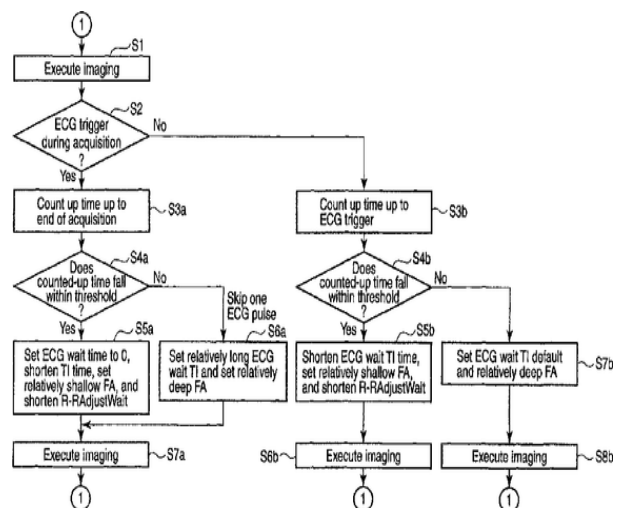 1
S1
Execute imaging
S2
ECG trigger
during acquisition
?
No
Yes
Count up time up to
end of acquisition
S3a
Count up time up to
ECG trigger
S3b
S4a
Does
counted-up time fall
within threshold
?
No
Yes
Skip one
ECG pulse
S4b
Does
counted-up time fall
within threshold
?
No
Yes
S5a
Set ECG wait time to 0,
shorten TI time, set
relatively shallow FA, and
shorten R-RAdjustWait
S6a
Set relatively long ECG
wait TI and set relatively
deep FA
S5b
Shorten ECG wait TI time,
set relatively shallow FA,
and shorten R-RAdjustWait
Set ECG wait TI default
and relatively deep FA
S7b
Execute imaging
S7a
S6b
Execute imaging
Execute imaging
S8b
1
1
1